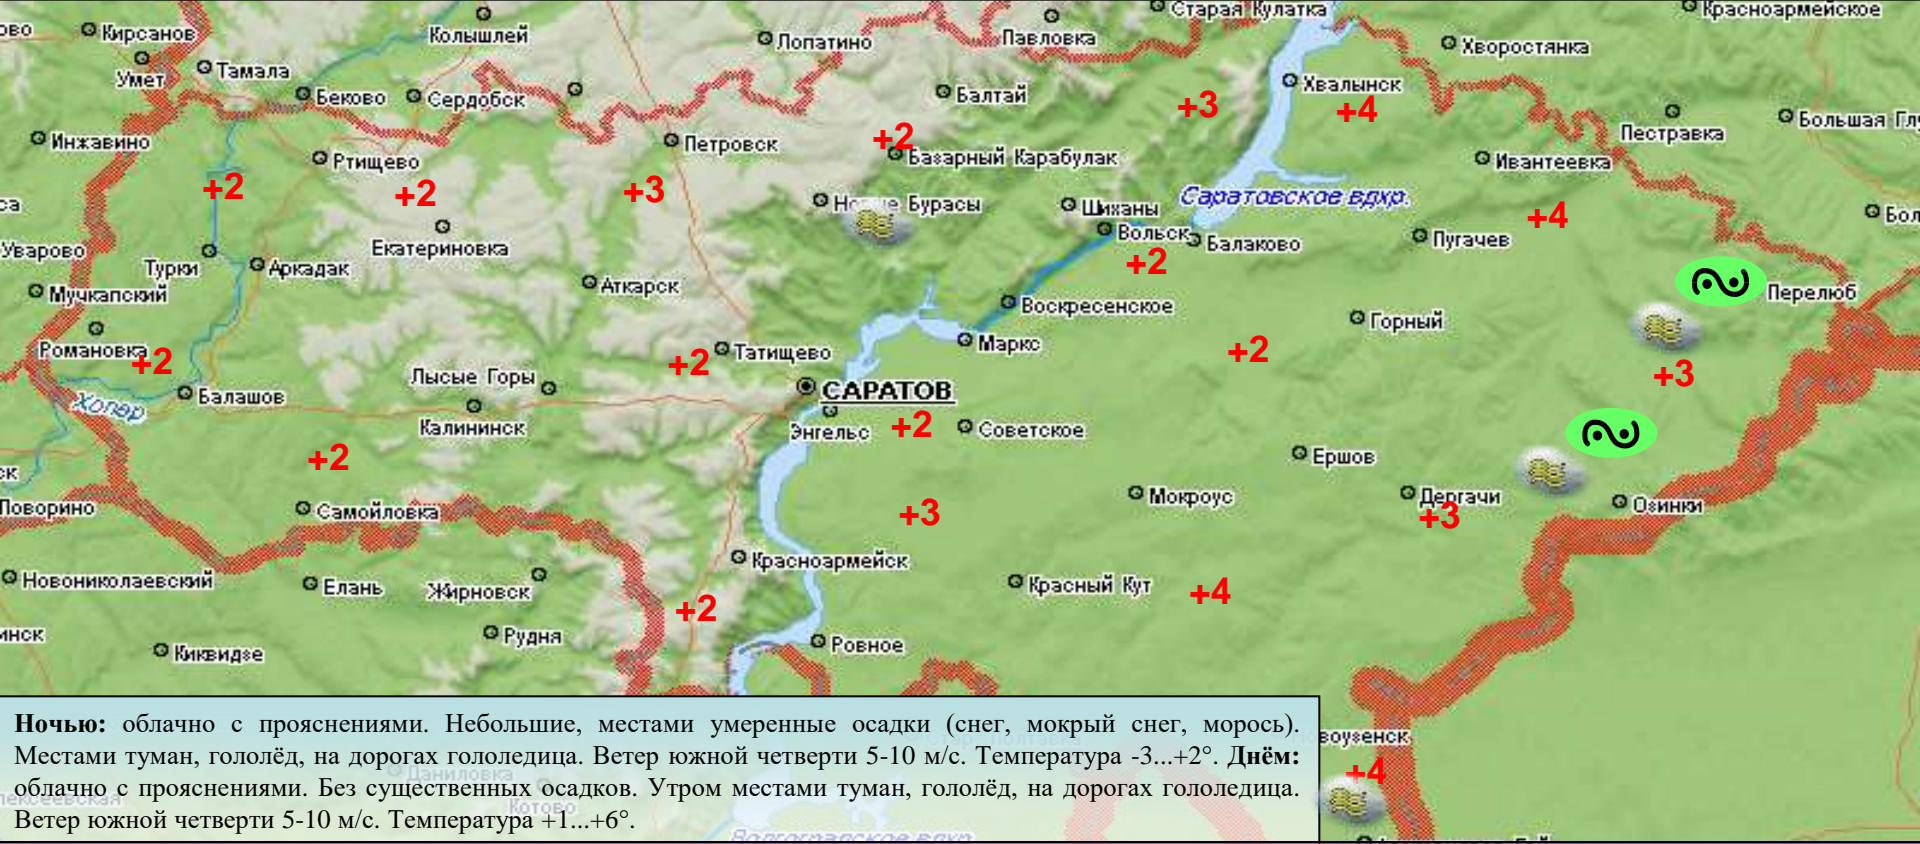 Старая Кулатка
Красноармейское
Кирсанов
Колышлей
Лопатино
Павловка
Хворостянка
Умет
Тамала
Беково
Сердобск
Балтай
Хвалынск
+3
+4
Пестравка
Инжавино
Ртищево
Петровск
+2
Базарный Карабулак
Ивантеевка
+2
+2
+3
Саратовское вдхр.
Бурасы
Шиханы
+4
Уварово
Екатериновка
Вольск
Балаково
Пугачев
Турки
Аркадак
+2
Мучкапский
Аткарск
Воскресенское
Горный
Перелюб
Романовка
+2
+2
Татищево
Маркс
+2
+3
Лысые Горы
Балашов
САРАТОВ
Хопер
Калининск
Энгельс
+2
Советское
+2
Ершов
Поворино
Самойловка
+3
Мокроус
Дергачи
+3
Озинки
Новониколаевский
Елань
Жирновск
Красноармейск
Красный Кут
+4
+2
Киквидзе
Рудня
Ровное
Ночью: облачно с прояснениями. Небольшие, местами умеренные осадки (снег, мокрый снег, морось).
Местами туман, гололёд, на дорогах гололедица. Ветер южной четверти 5-10 м/с. Температура -3...+2°. Днём:
облачно с прояснениями. Без существенных осадков. Утром местами туман, гололёд, на дорогах гололедица.
Ветер южной четверти 5-10 м/с. Температура +1...+6°.
воузенск
+4
Даниловка
Котово
Волгоградское вдхр.